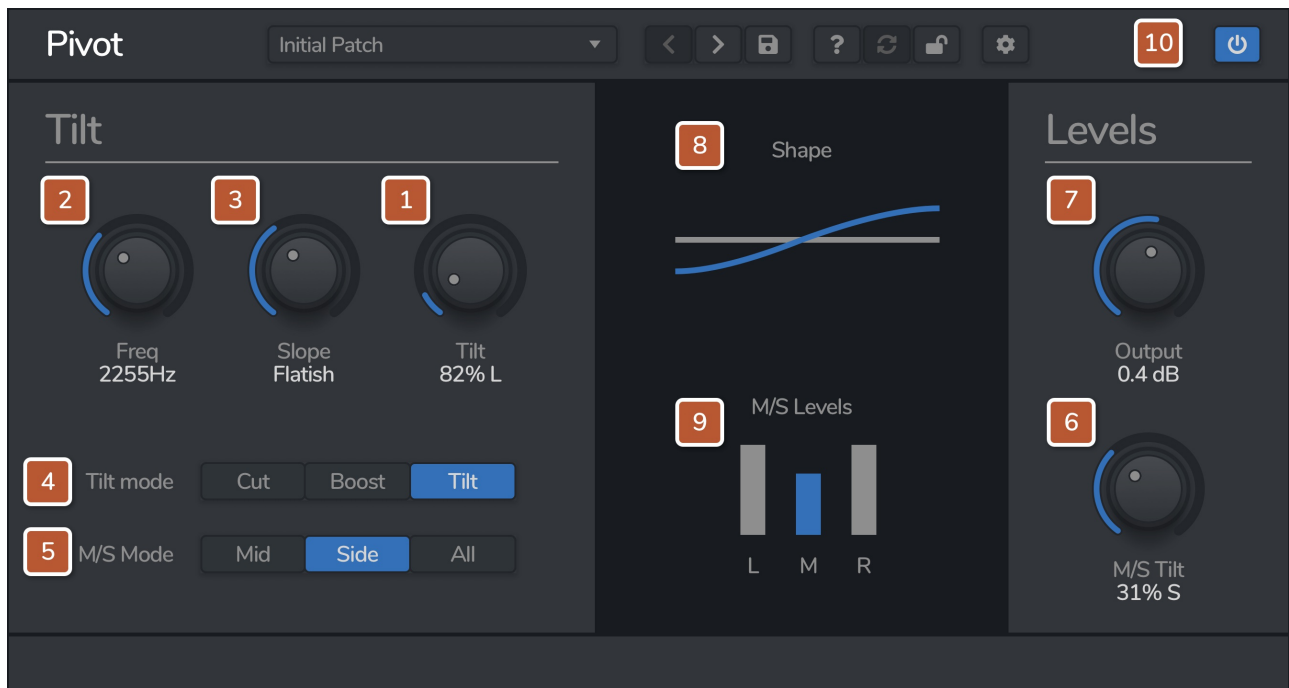 Pivot
Initial Patch
?
10
Tilt
8
Shape
Levels
2
3
1
7
Freq
2255Hz
Slope
Flatish
Tilt
82% L
Output
0.4 dB
9
M/S Levels
6
4
Tilt mode
Cut
Boost
Tilt
5
M/S Mode
Mid
Side
All
L
M
R
M/S Tilt
31% S